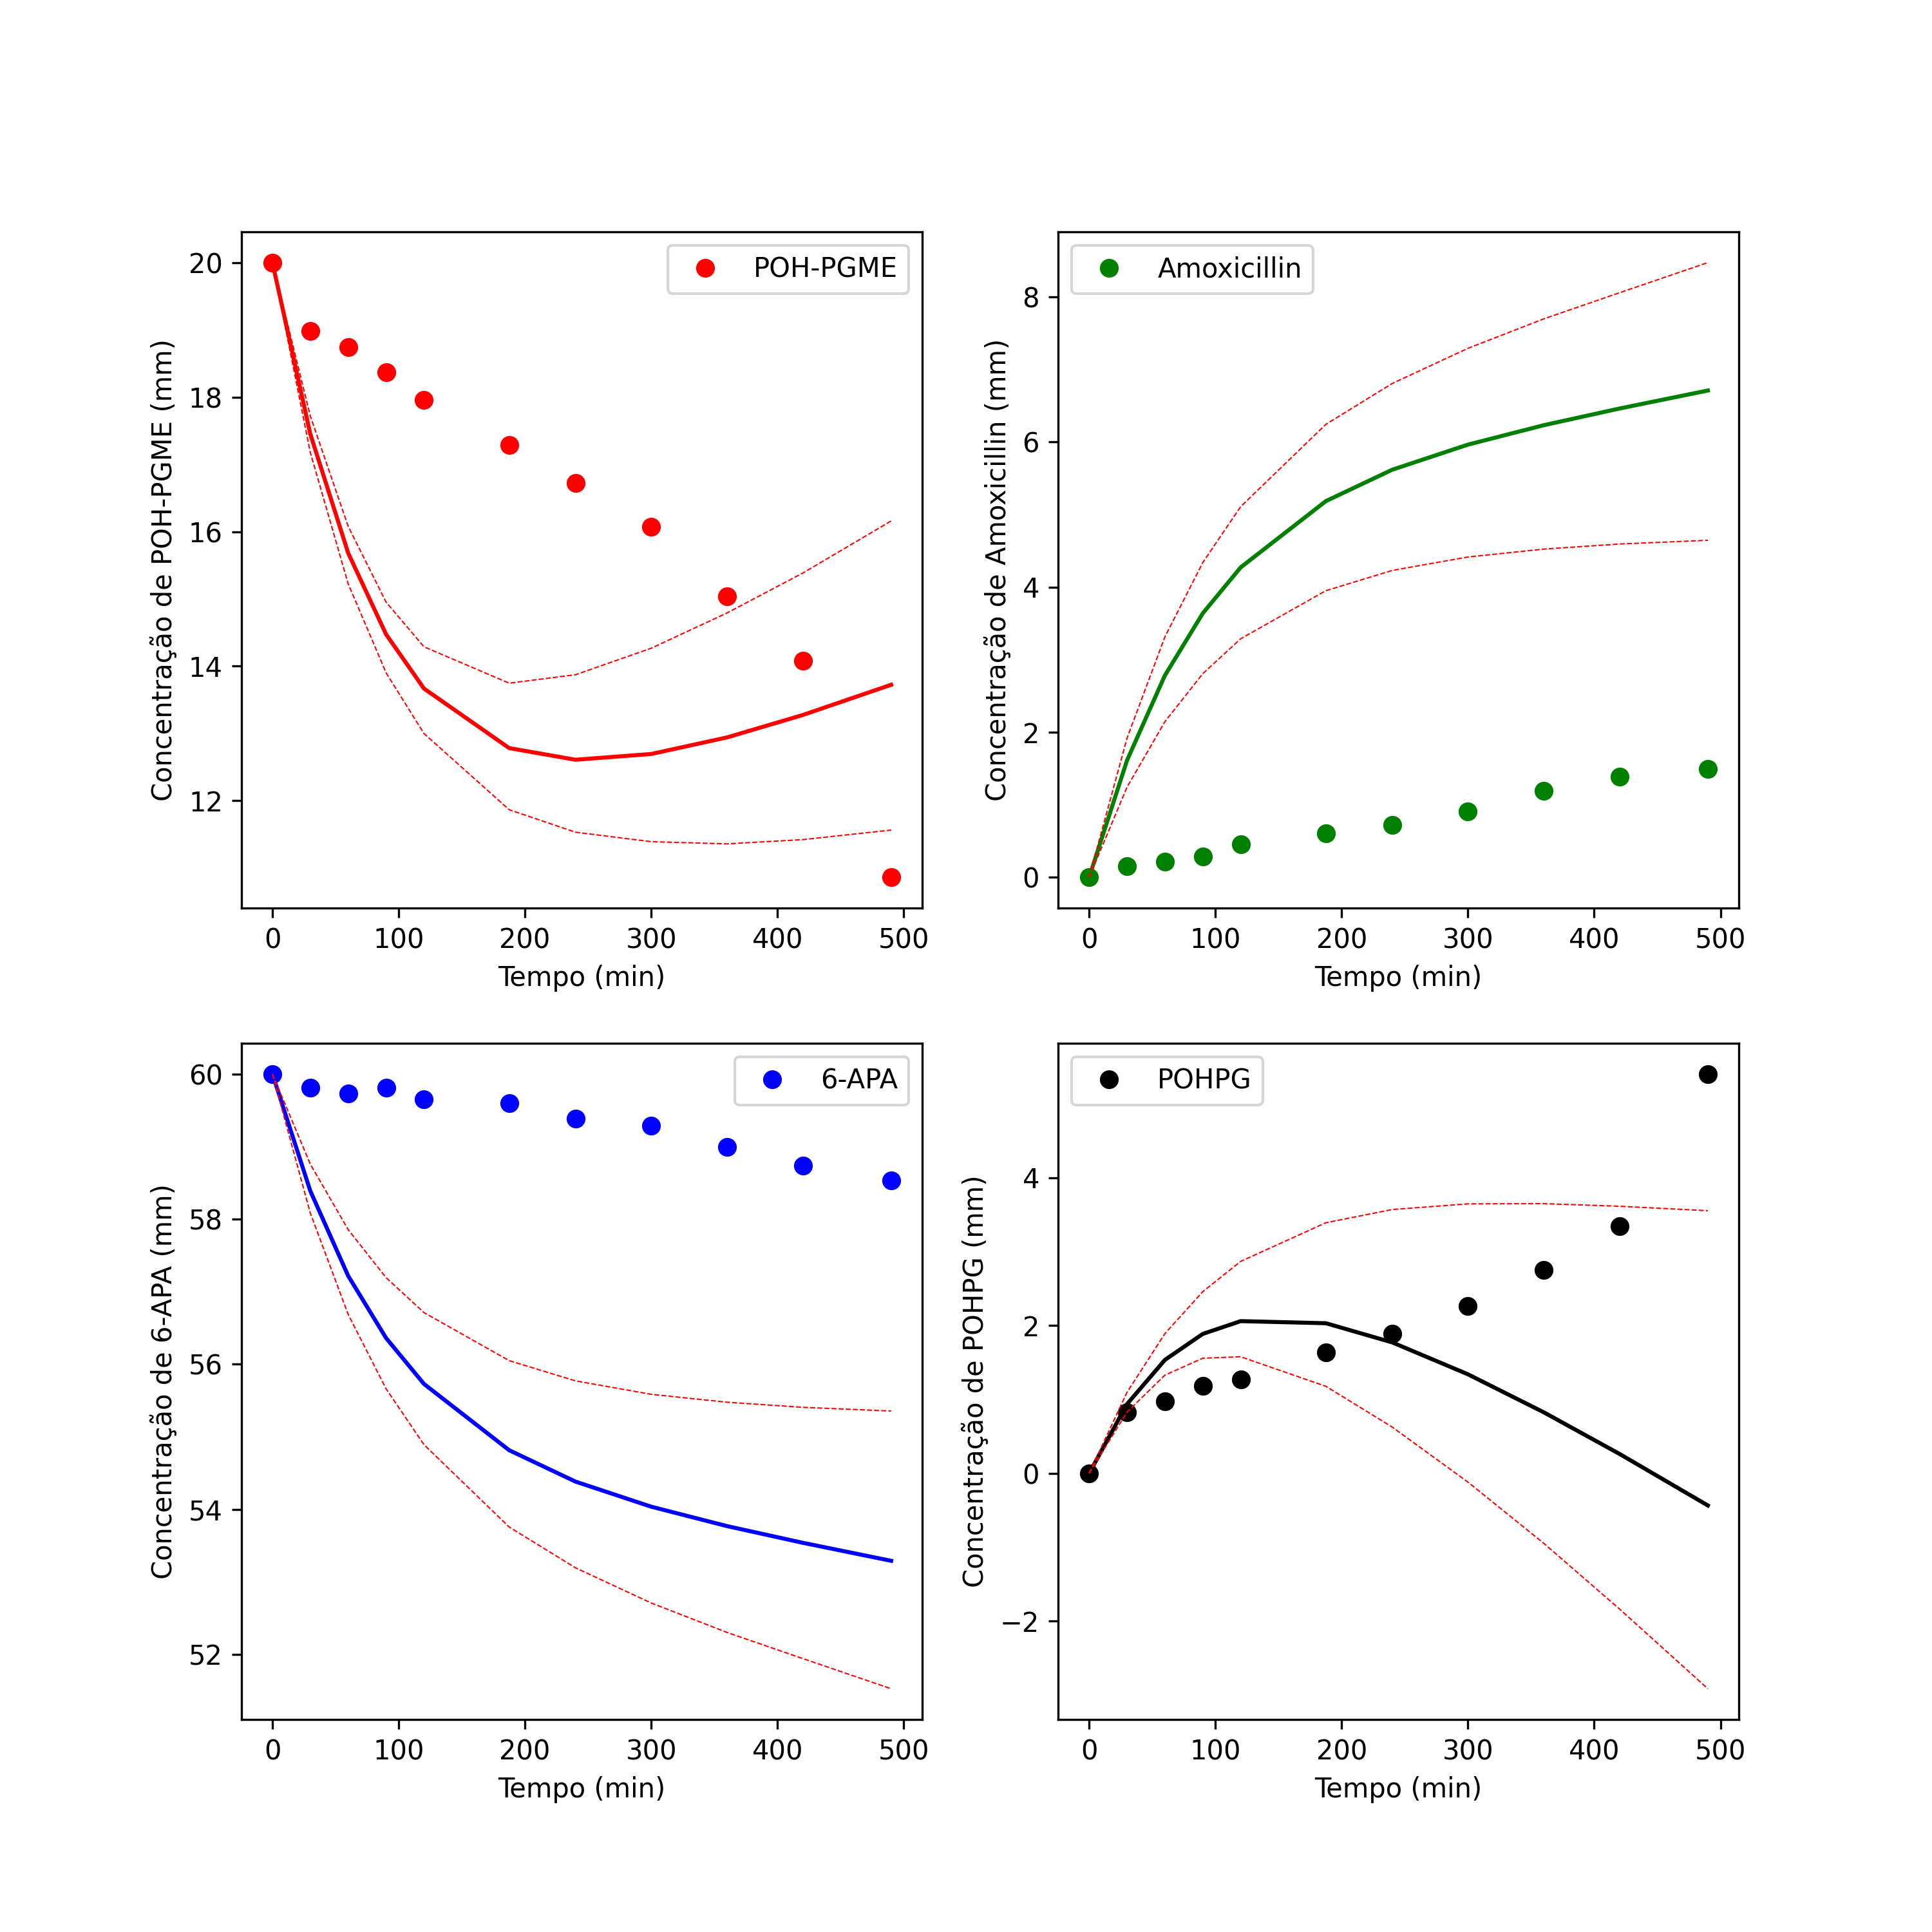 POH-PGME
Concentração de POH-PGME (mm)
20
18
16
14
12
0 100 200 300 400 500
Tempo (min)
Amoxicillin
Concentração de Amoxicillin (mm)
8
6
4
2
0
0 100 200 300 400 500
Tempo (min)
6-APA
Concentração de 6-APA (mm)
60
58
56
54
52
0 100 200 300 400 500
Tempo (min)
POHPG
Concentração de POHPG (mm)
4
2
0
−2
0 100 200 300 400 500
Tempo (min)